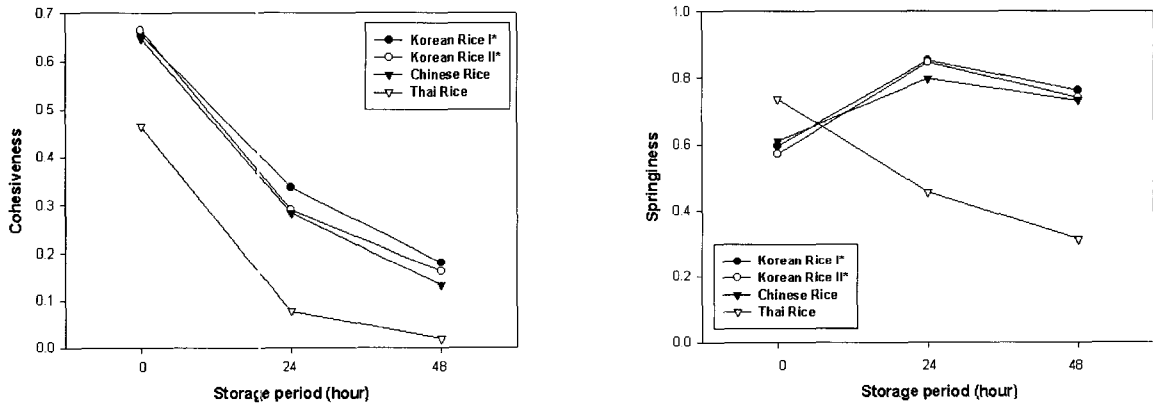 0.7
0.6
0.5
0.4
0.3
0.2
0.1
0.0
Cohesiveness
Korean Rice I*
Korean Rice II*
Chinese Rice
Thai Rice
0
24
48
Storage period (hour)
1.0
0.8
0.6
0.4
0.2
0.0
Springiness
Korean Rice I*
Korean Rice II*
Chinese Rice
Thai Rice
0
24
48
Storage period (hour)